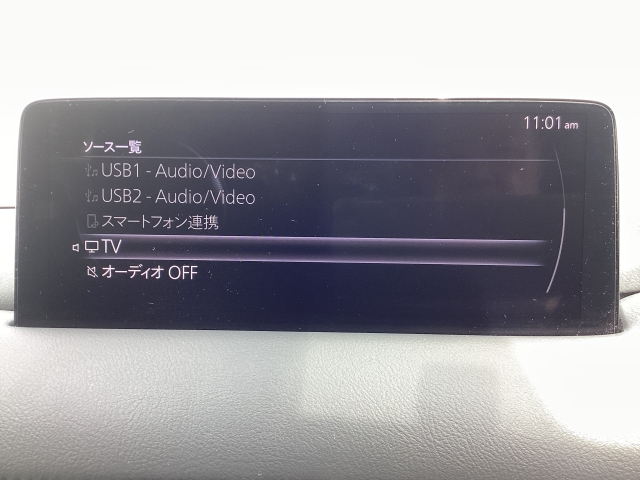 11:01 am
ソース一覧
USB1 - Audio/Video
USB2 - Audio/Video
スマートフォン連携
TV
オーディオ OFF